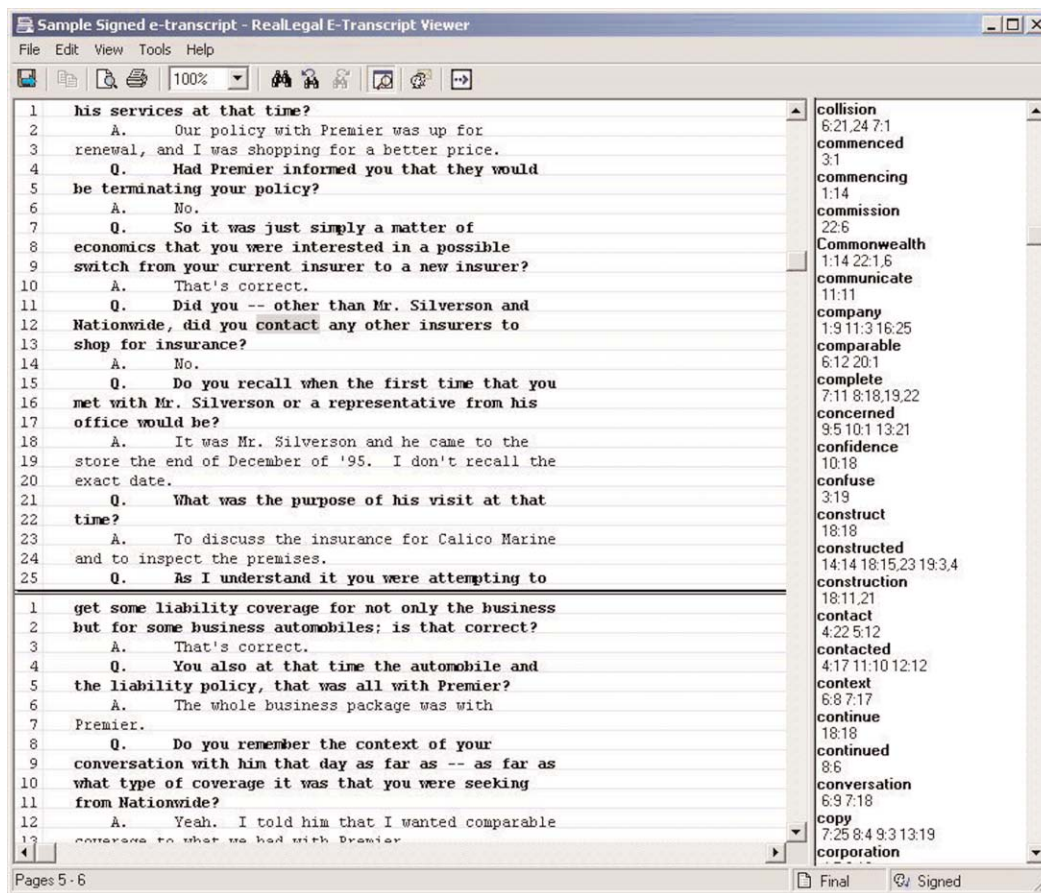 Sample Signed e-transcript - RealLegal E-Transcript Viewer
File Edit View Tools Help
100%
1 his services at that time?
2 A. Our policy with Premier was up for
3 renewal, and I was shopping for a better price.
4 Q. Had Premier informed you that they would
5 be terminating your policy?
6 A. No.
7 Q. So it was just simply a matter of
8 economics that you were interested in a possible
9 switch from your current insurer to a new insurer?
10 A. That's correct.
11 Q. Did you -- other than Mr. Silverson and
12 Nationwide, did you contact any other insurers to
13 shop for insurance?
14 A. No.
15 Q. Do you recall when the first time that you
16 met with Mr. Silverson or a representative from his
17 office would be?
18 A. It was Mr. Silverson and he came to the
19 store the end of December of '95. I don't recall the
20 exact date.
21 Q. What was the purpose of his visit at that
22 time?
23 A. To discuss the insurance for Calico Marine
24 and to inspect the premises.
25 Q. As I understand it you were attempting to
1 get some liability coverage for not only the business
2 but for some business automobiles; is that correct?
3 A. That's correct.
4 Q. You also at that time the automobile and
5 the liability policy, that was all with Premier?
6 A. The whole business package was with
7 Premier.
8 Q. Do you remember the context of your
9 conversation with him that day as far as -- as far as
10 what type of coverage it was that you were seeking
11 from Nationwide?
12 A. Yeah. I told him that I wanted comparable
13 coverage to what we had with Premier
collision
6:21,24 7:1
commenced
3:1
commencing
1:14
commission
22:6
Commonwealth
1:14 22:1,6
communicate
11:11
company
1:9 11:3 16:25
comparable
6:12 20:1
complete
7:11 8:18,19,22
concerned
9:5 10:1 13:21
confidence
10:18
confuse
3:19
construct
18:18
constructed
14:14 18:15,23 19:3,4
construction
18:11,21
contact
4:22 5:12
contacted
4:17 11:10 12:12
context
6:8 7:17
continue
18:18
continued
8:6
conversation
6:9 7:18
copy
7:25 8:4 9:3 13:19
corporation
Pages 5 - 6
Final
Signed